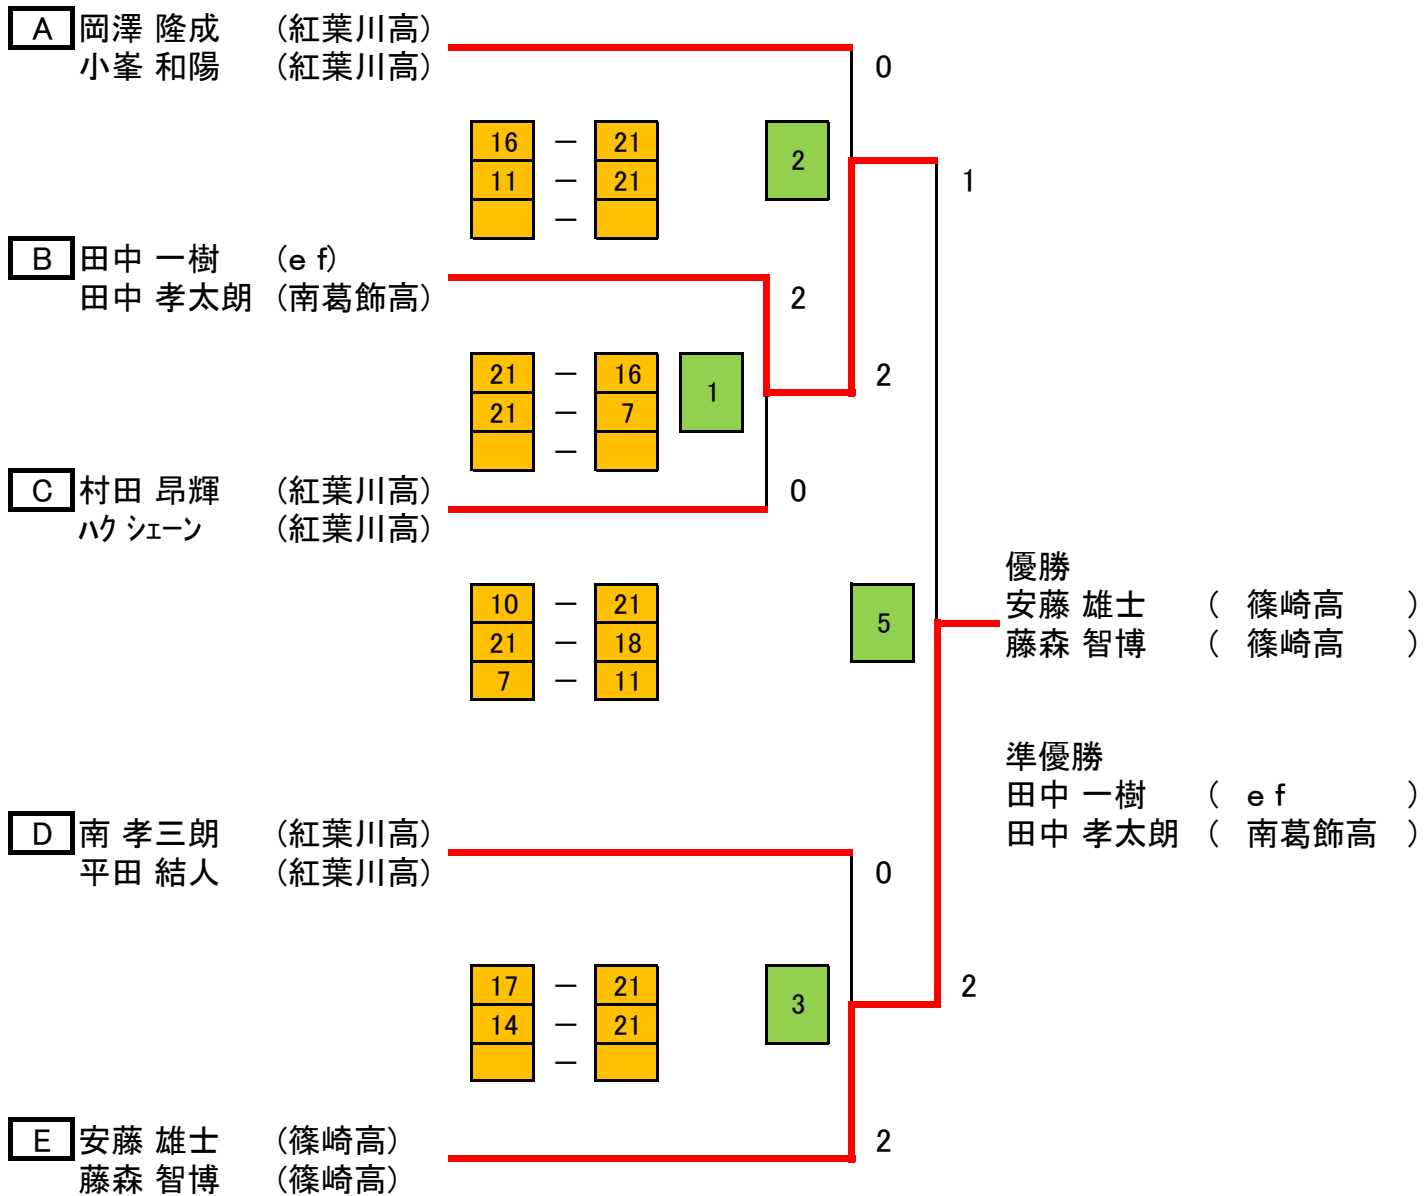 A 岡澤 隆成 (紅葉川高)
小峯 和陽 (紅葉川高)
0
16 － 21 2
11 － 21
－
1
B 田中 一樹 (ｅｆ)
田中 孝太朗 (南葛飾高)
2
21 － 16 1 2
21 － 7
－
C 村田 昂輝 (紅葉川高) 0
ﾊｸ ｼｪｰﾝ (紅葉川高)
10 － 21 5
21 － 18
7 － 11
優勝
安藤 雄士 ( 篠崎高 )
藤森 智博 ( 篠崎高 )
準優勝
田中 一樹 ( ｅｆ )
田中 孝太朗 ( 南葛飾高 )
D 南 孝三朗 (紅葉川高)
平田 結人 (紅葉川高) 0
17 － 21 3 2
14 － 21
－
E 安藤 雄士 (篠崎高) 2
藤森 智博 (篠崎高)